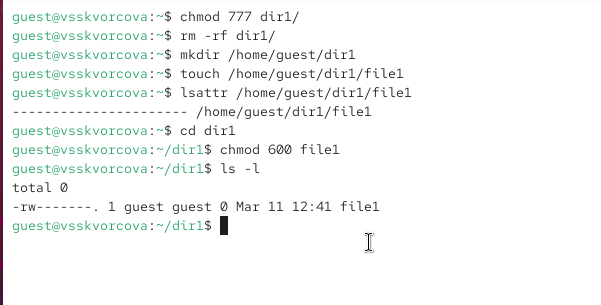 guest@vsskvorcova:~$ chmod 777 dir1/
guest@vsskvorcova:~$ rm -rf dir1/
guest@vsskvorcova:~$ mkdir /home/guest/dir1
guest@vsskvorcova:~$ touch /home/guest/dir1/file1
guest@vsskvorcova:~$ lsattr /home/guest/dir1/file1
---------------------- /home/guest/dir1/file1
guest@vsskvorcova:~$ cd dir1
guest@vsskvorcova:~/dir1$ chmod 600 file1
guest@vsskvorcova:~/dir1$ ls -l
total 0
-rw-------. 1 guest guest 0 Mar 11 12:41 file1
guest@vsskvorcova:~/dir1$